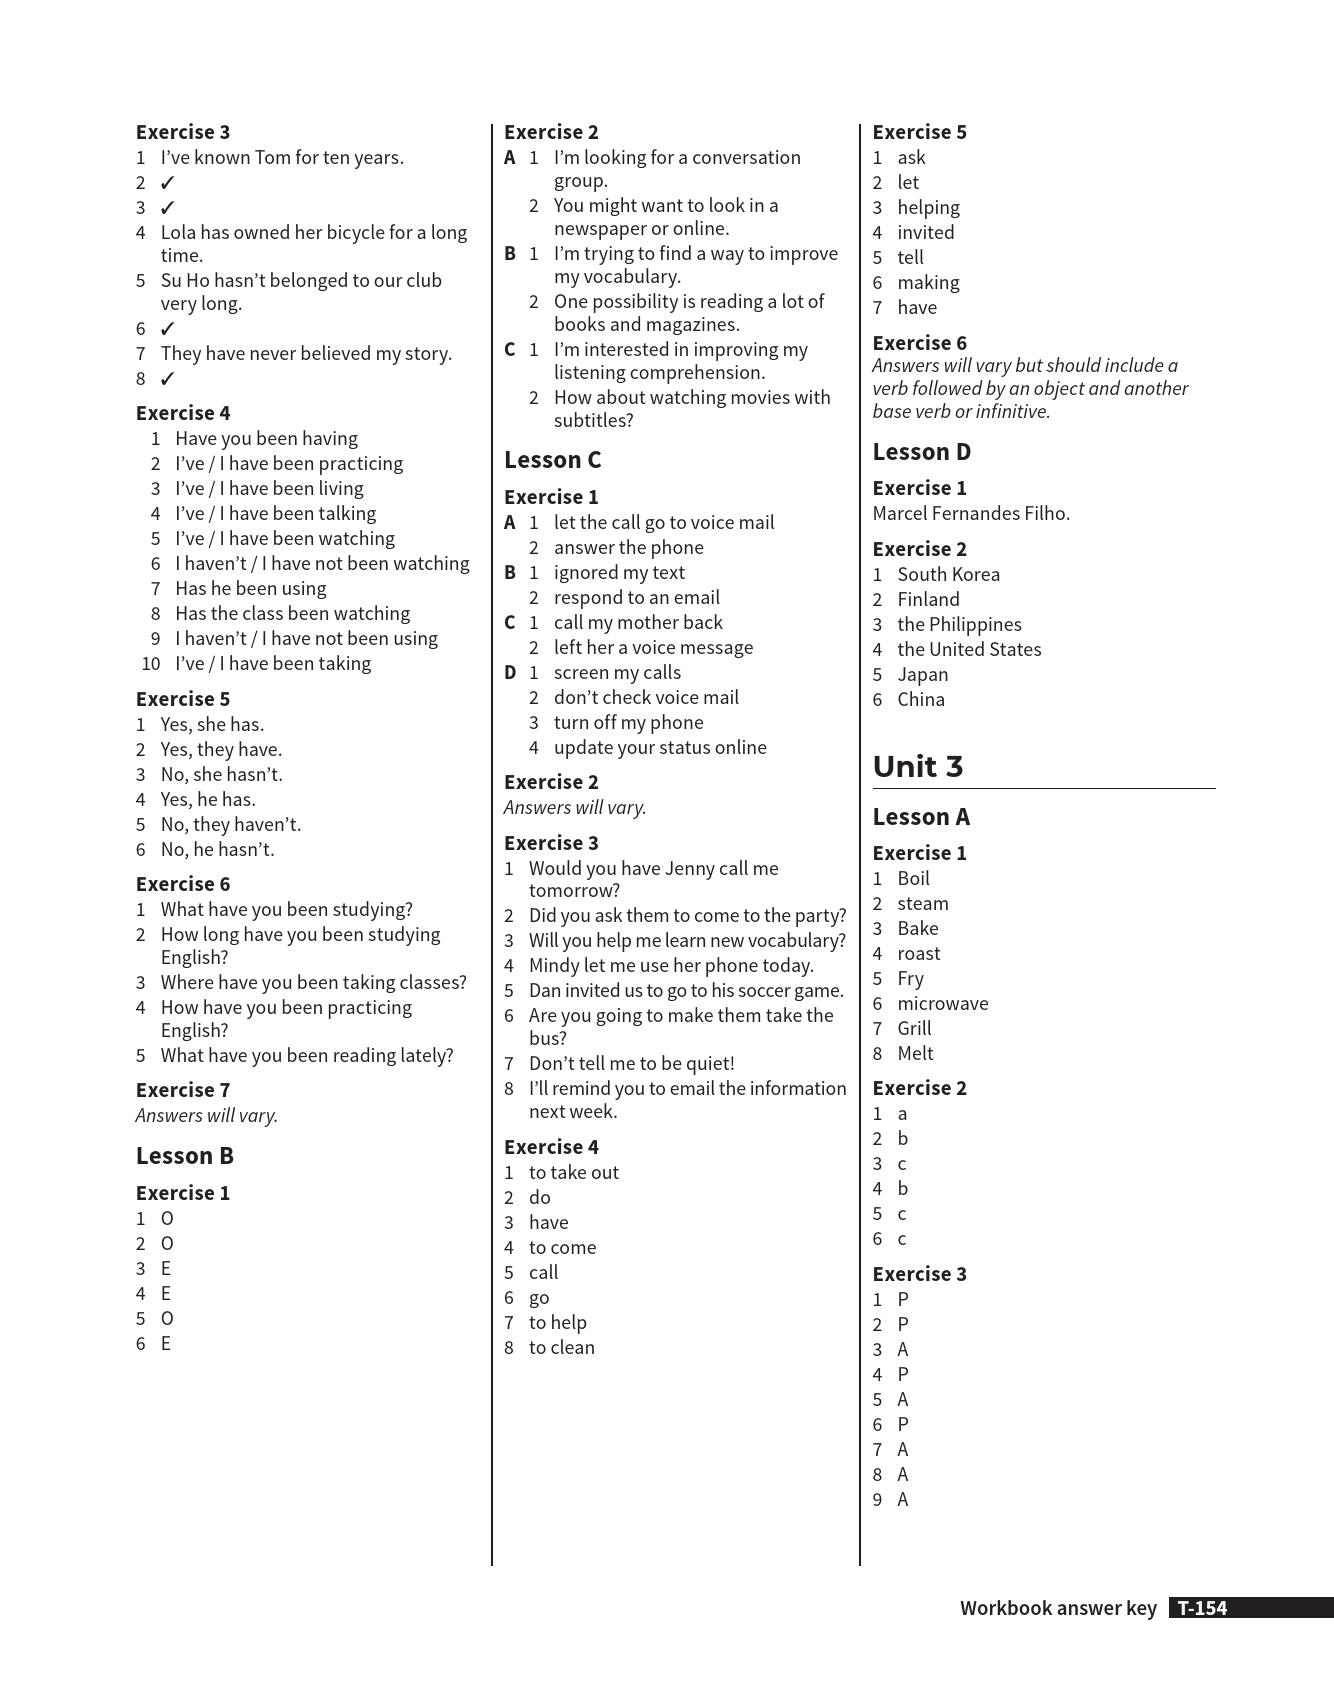 Exercise 3
1 I’ve known Tom for ten years.
2 ✓
3 ✓
4 Lola has owned her bicycle for a long
time.
5 Su Ho hasn’t belonged to our club
very long.
6 ✓
7 They have never believed my story.
8 ✓
Exercise 4
1 Have you been having
2 I’ve / I have been practicing
3 I’ve / I have been living
4 I’ve / I have been talking
5 I’ve / I have been watching
6 I haven’t / I have not been watching
7 Has he been using
8 Has the class been watching
9 I haven’t / I have not been using
10 I’ve / I have been taking
Exercise 5
1 Yes, she has.
2 Yes, they have.
3 No, she hasn’t.
4 Yes, he has.
5 No, they haven’t.
6 No, he hasn’t.
Exercise 6
1 What have you been studying?
2 How long have you been studying
English?
3 Where have you been taking classes?
4 How have you been practicing
English?
5 What have you been reading lately?
Exercise 7
Answers will vary.
Lesson B
Exercise 1
1 O
2 O
3 E
4 E
5 O
6 E
Exercise 2
A 1 I’m looking for a conversation
group.
2 You might want to look in a
newspaper or online.
B 1 I’m trying to find a way to improve
my vocabulary.
2 One possibility is reading a lot of
books and magazines.
C 1 I’m interested in improving my
listening comprehension.
2 How about watching movies with
subtitles?
Lesson C
Exercise 1
A 1 let the call go to voice mail
2 answer the phone
B 1 ignored my text
2 respond to an email
C 1 call my mother back
2 left her a voice message
D 1 screen my calls
2 don’t check voice mail
3 turn off my phone
4 update your status online
Exercise 2
Answers will vary.
Exercise 3
1 Would you have Jenny call me
tomorrow?
2 Did you ask them to come to the party?
3 Will you help me learn new vocabulary?
4 Mindy let me use her phone today.
5 Dan invited us to go to his soccer game.
6 Are you going to make them take the
bus?
7 Don’t tell me to be quiet!
8 I’ll remind you to email the information
next week.
Exercise 4
1 to take out
2 do
3 have
4 to come
5 call
6 go
7 to help
8 to clean
Exercise 5
1 ask
2 let
3 helping
4 invited
5 tell
6 making
7 have
Exercise 6
Answers will vary but should include a
verb followed by an object and another
base verb or infinitive.
Lesson D
Exercise 1
Marcel Fernandes Filho.
Exercise 2
1 South Korea
2 Finland
3 the Philippines
4 the United States
5 Japan
6 China
Unit 3
Lesson A
Exercise 1
1 Boil
2 steam
3 Bake
4 roast
5 Fry
6 microwave
7 Grill
8 Melt
Exercise 2
1 a
2 b
3 c
4 b
5 c
6 c
Exercise 3
1 P
2 P
3 A
4 P
5 A
6 P
7 A
8 A
9 A
Workbook answer key T-154